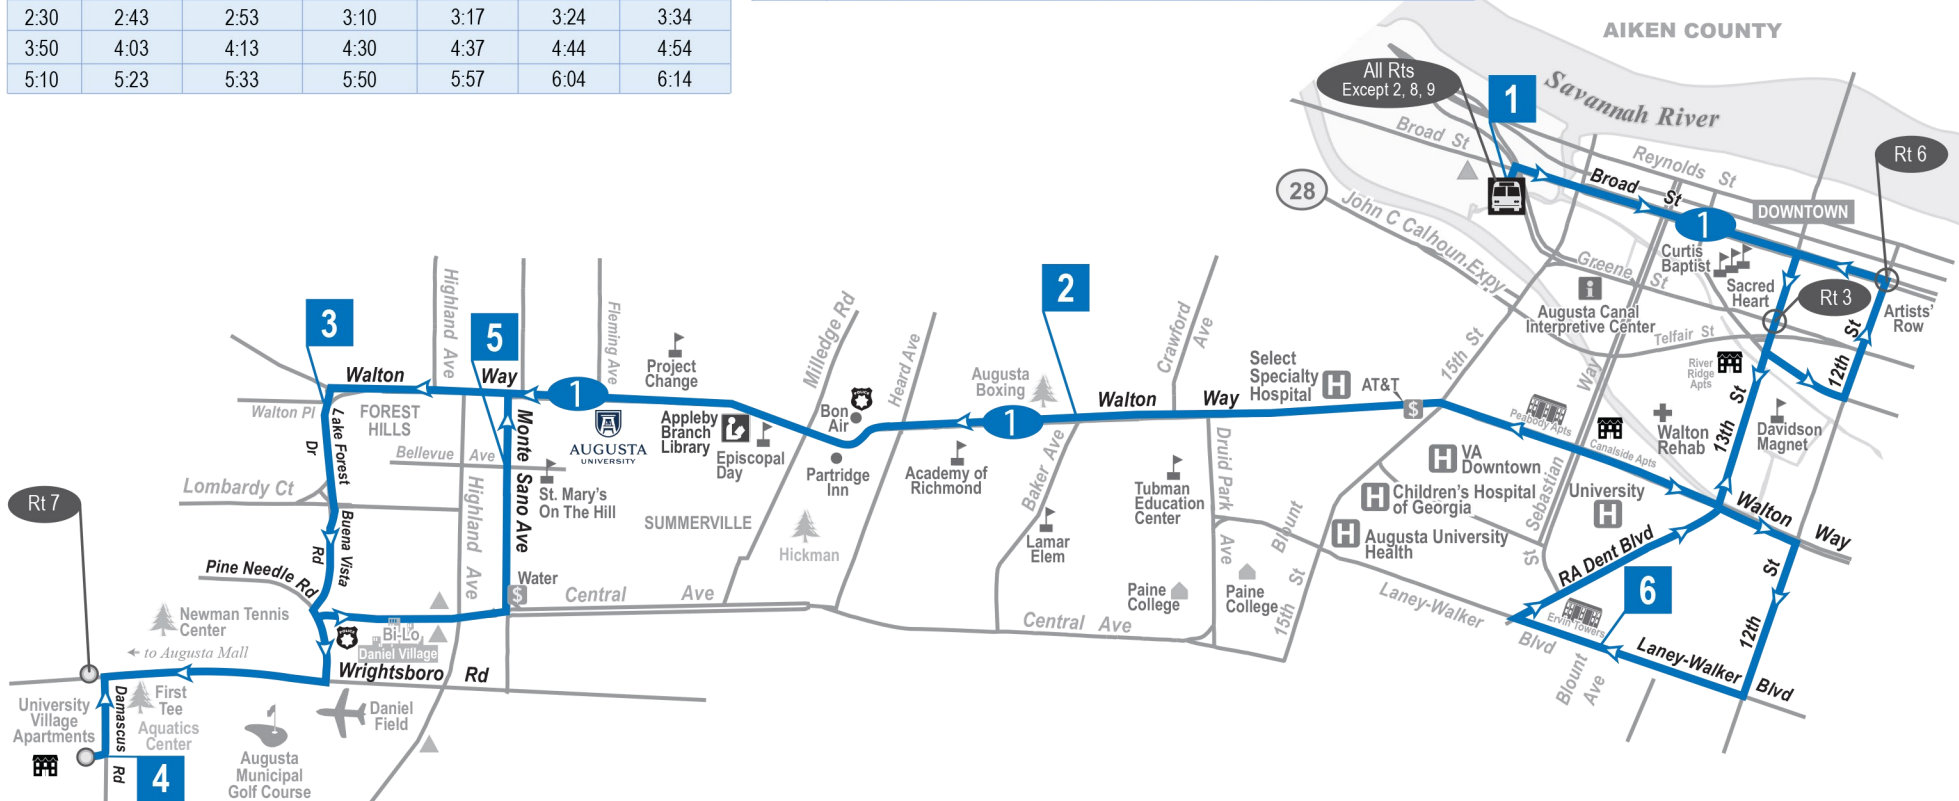 2:30 2:43 2:53 3:10 3:17 3:24 3:34
3:50 4:03 4:13 4:30 4:37 4:44 4:54
5:10 5:23 5:33 5:50 5:57 6:04 6:14
AIKEN COUNTY
All Rts
Except 2, 8, 9
1
Savannah River
Broad St
Reynolds St
Rt 6
28
John C Calhoun Expy
Broad St
DOWNTOWN
1
Curtis
Baptist
Greene St
Sacred
Heart
Rt 3
Artists'
Row
Augusta Canal
Interpretive Center
Telfair St
12th St
River
Ridge
Apts
13th St
Davidson
Magnet
Walton
Rehab
Canalside Apts
Peabody Apts
15th St
Sebastian Way
St
University
H
Walton Way
12th St
RA Dent Blvd
6
Ervin Towers
Laney-Walker Blvd
Laney-Walker
Blvd
Blount
Ave
H
VA
Downtown
H
Children's Hospital
of Georgia
H
Augusta University
Health
15th St
Blount
Select
Specialty
Hospital
H
AT&T
$
Crawford
Ave
Walton Way
2
Augusta
Boxing
1
Druid Park
Ave
Tubman
Education
Center
Paine
College
Paine
College
Baker Ave
Lamar
Elem
Central Ave
Academy of
Richmond
Heard Ave
Milledge Rd
Bon
Air
Partridge
Inn
Hickman
Project
Change
Appleby
Branch
Library
Episcopal
Day
SUMMERVILLE
Fleming Ave
1
AUGUSTA
UNIVERSITY
5
Highland Ave
Walton Way
3
Walton Pl
FOREST
HILLS
Lake Forest
Dr
Bellevue Ave
Monte Sano Ave
St. Mary's
On The Hill
Lombardy Ct
Highland Ave
Buena Vista
Rd
Pine Needle Rd
Water
$
Central Ave
Rt 7
Newman Tennis
Center
← to Augusta Mall
Bi-Lo
Daniel Village
Wrightsboro Rd
University
Village
Apartments
Damascus
Rd
First
Tee
Aquatics
Center
4
Augusta
Municipal
Golf Course
Daniel
Field